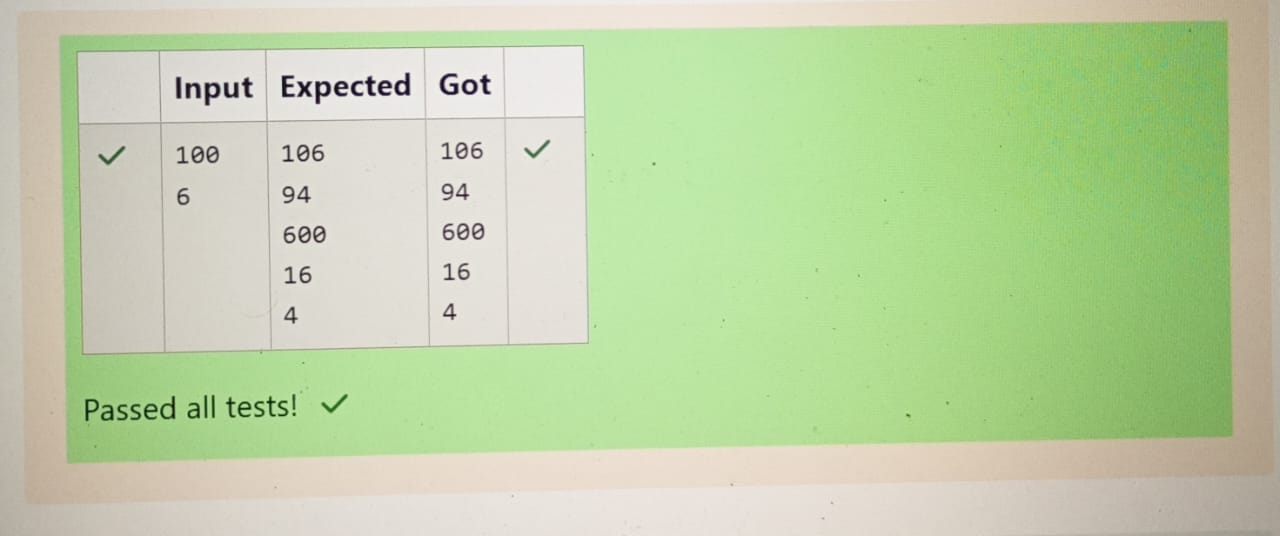 Input Expected Got
100 106 106
6 94 94
600 600
16 16
4 4
Passed all tests!